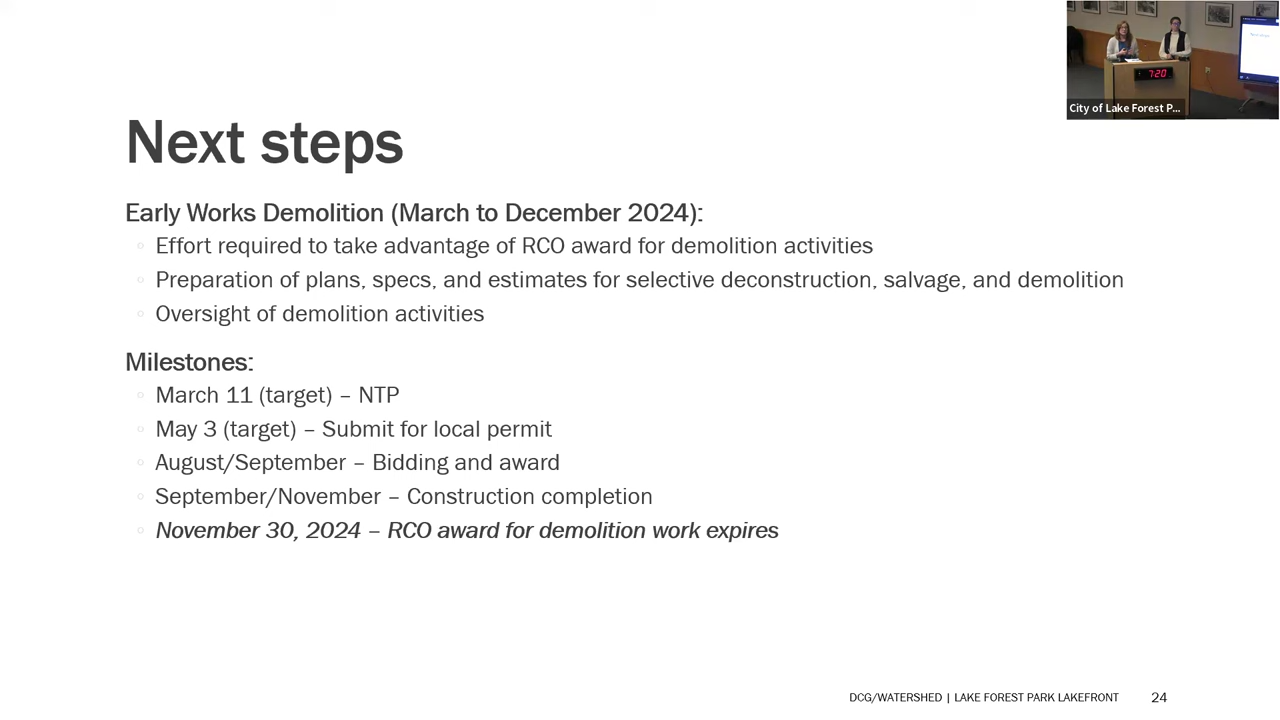 7:20
City of Lake Forest P...
Next steps
Early Works Demolition (March to December 2024):
Effort required to take advantage of RCO award for demolition activities
Preparation of plans, specs, and estimates for selective deconstruction, salvage, and demolition
Oversight of demolition activities
Milestones:
March 11 (target) – NTP
May 3 (target) – Submit for local permit
August/September – Bidding and award
September/November – Construction completion
November 30, 2024 – RCO award for demolition work expires
DCG/WATERSHED | LAKE FOREST PARK LAKEFRONT
24